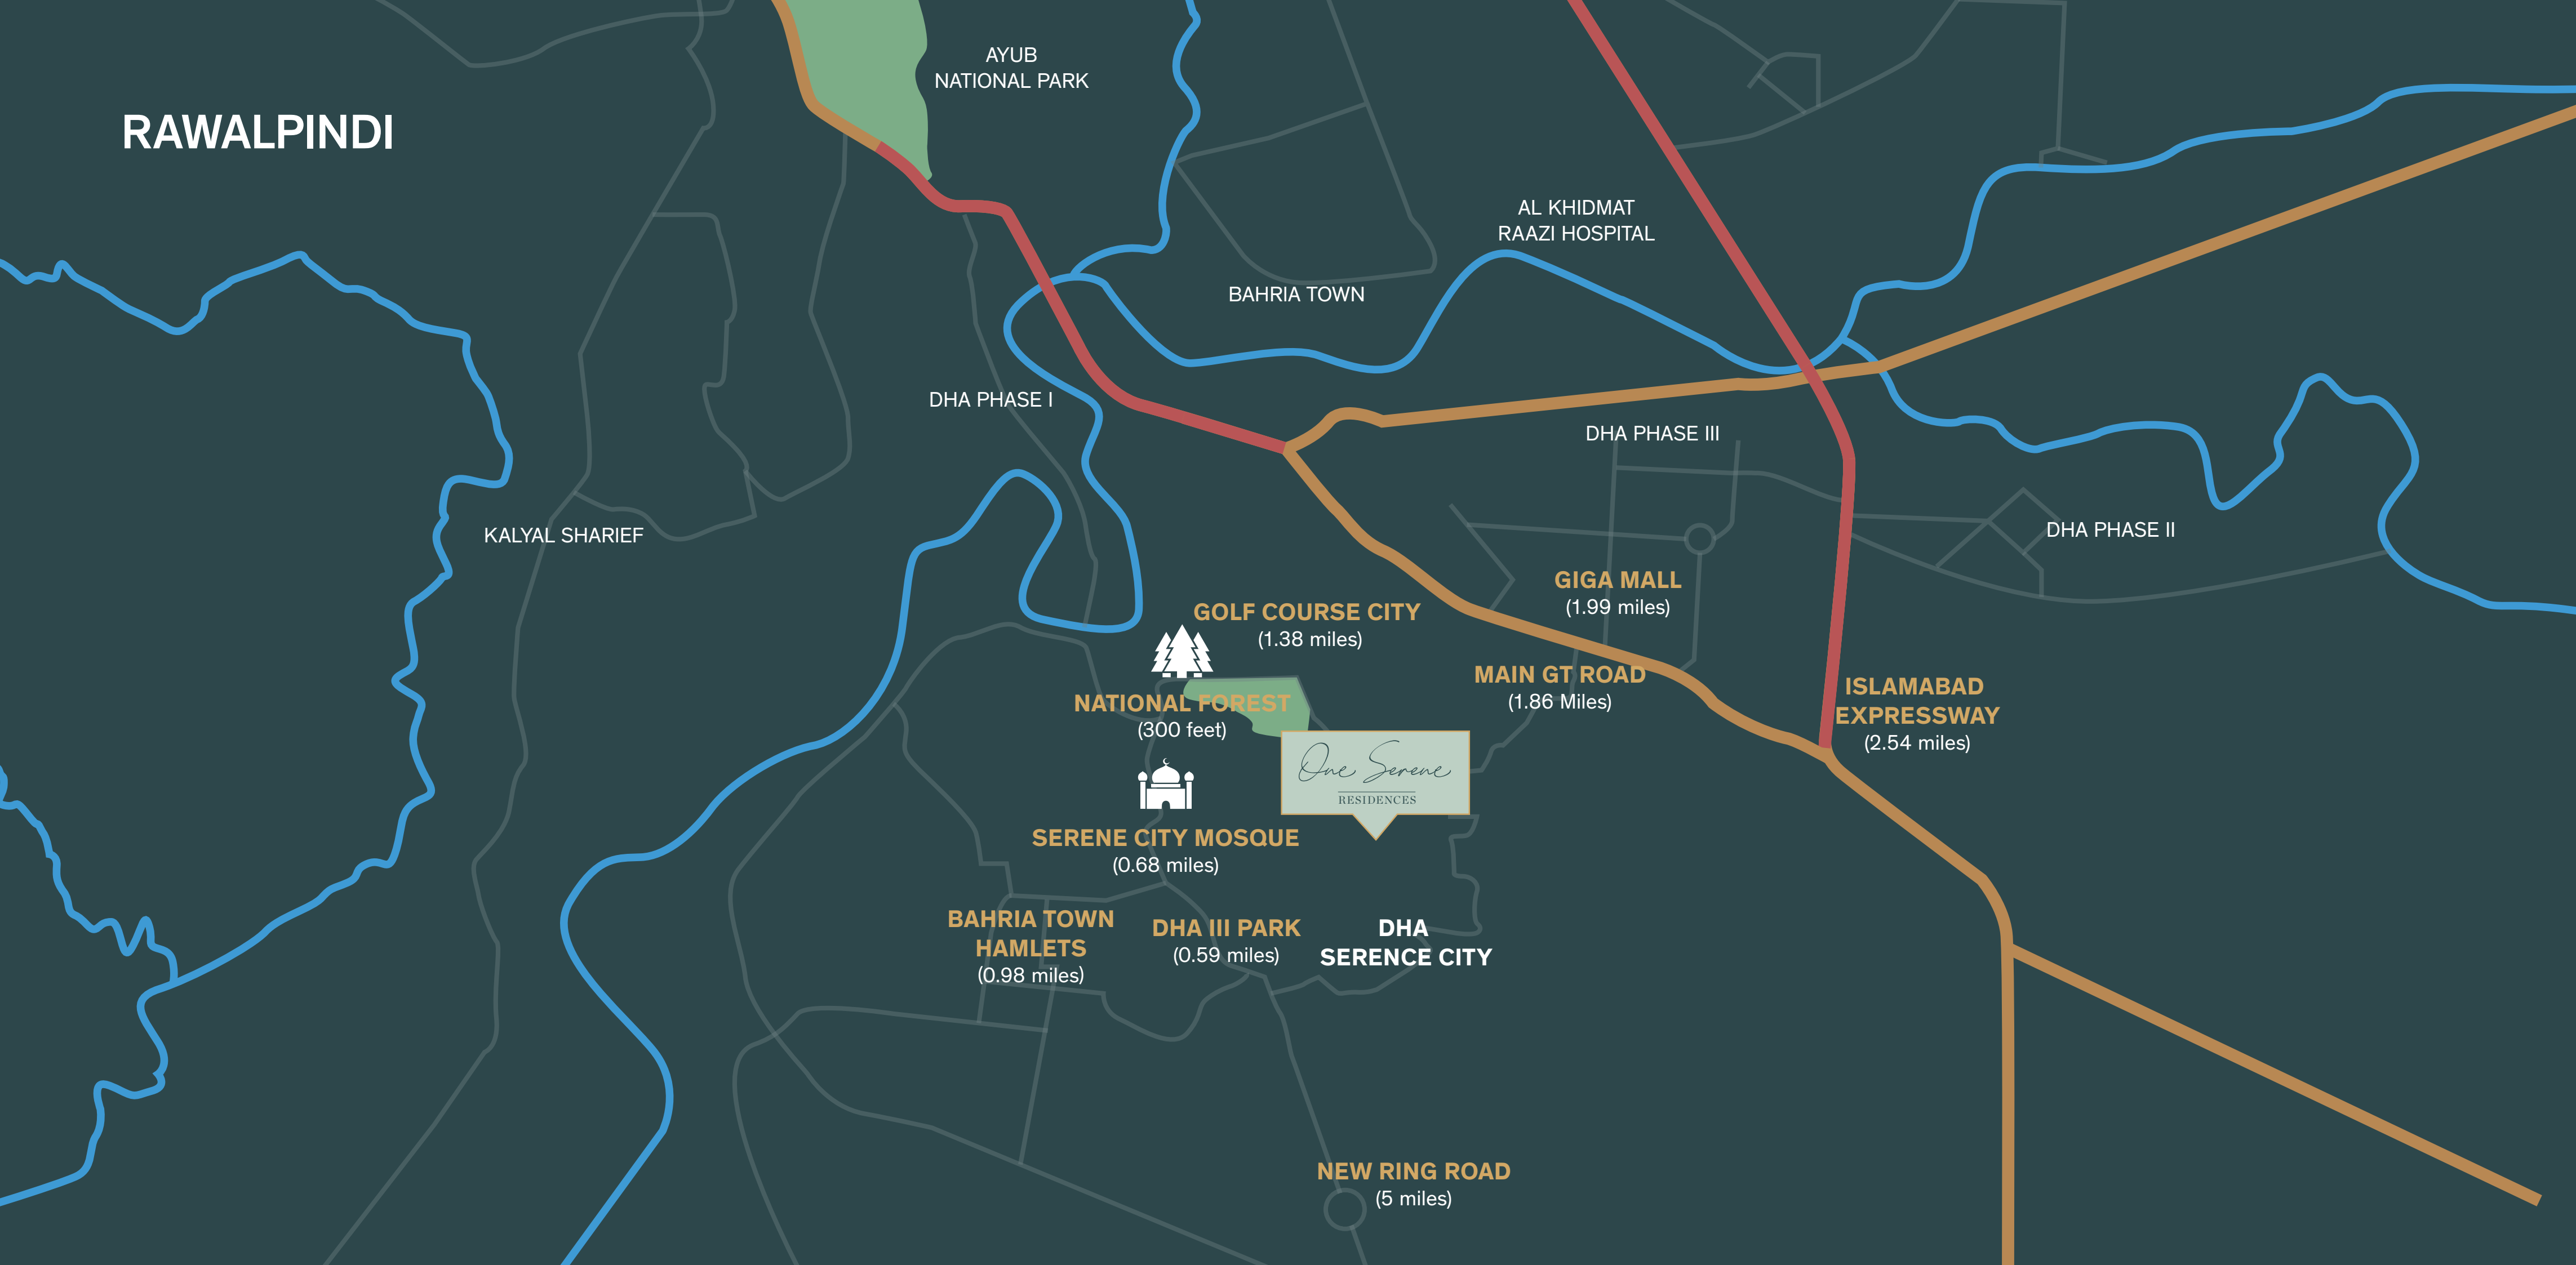 AYUB
NATIONAL PARK
RAWALPINDI
AL KHIDMAT
RAAZI HOSPITAL
BAHRIA TOWN
DHA PHASE I
DHA PHASE III
KALYAL SHARIEF
DHA PHASE II
GIGA MALL
(1.99 miles)
GOLF COURSE CITY
(1.38 miles)
MAIN GT ROAD
(1.86 Miles)
ISLAMABAD
EXPRESSWAY
(2.54 miles)
NATIONAL FOREST
(300 feet)
One Serene
RESIDENCES
SERENE CITY MOSQUE
(0.68 miles)
BAHRIA TOWN
HAMLETS
(0.98 miles)
DHA III PARK
(0.59 miles)
DHA
SERENCE CITY
NEW RING ROAD
(5 miles)